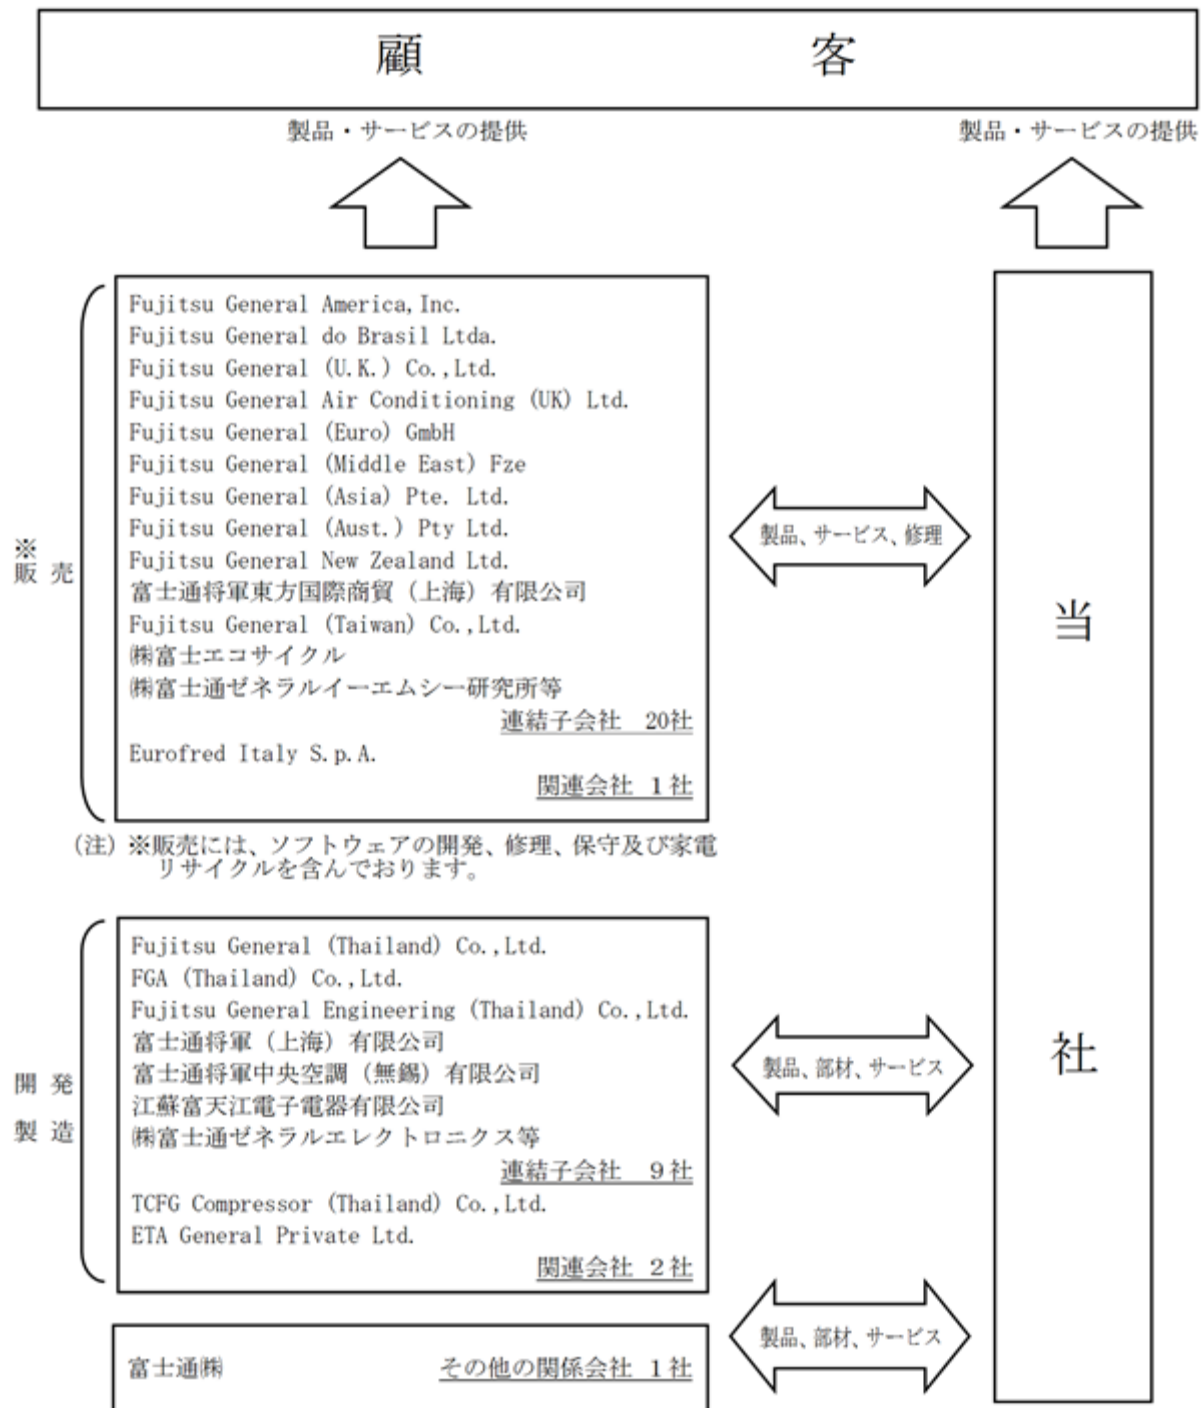 顧客
製品・サービスの提供
製品・サービスの提供
※
販売
Fujitsu General America,Inc.
Fujitsu General do Brasil Ltda.
Fujitsu General (U.K.) Co.,Ltd.
Fujitsu General Air Conditioning (UK) Ltd.
Fujitsu General (Euro) GmbH
Fujitsu General (Middle East) Fze
Fujitsu General (Asia) Pte. Ltd.
Fujitsu General (Aust.) Pty Ltd.
Fujitsu General New Zealand Ltd.
富士通将軍東方国際商貿（上海）有限公司
Fujitsu General (Taiwan) Co.,Ltd.
㈱富士エコサイクル
㈱富士通ゼネラルイーエムシー研究所等
連結子会社　20社
Eurofred Italy S.p.A.
関連会社　１社
製品、サービス、修理
当社
（注）※販売には、ソフトウェアの開発、修理、保守及び家電
リサイクルを含んでおります。
開発
製造
Fujitsu General (Thailand) Co.,Ltd.
FGA (Thailand) Co.,Ltd.
Fujitsu General Engineering (Thailand) Co.,Ltd.
富士通将軍（上海）有限公司
富士通将軍中央空調（無錫）有限公司
江蘇富天江電子電器有限公司
㈱富士通ゼネラルエレクトロニクス等
連結子会社　９社
TCFG Compressor (Thailand) Co.,Ltd.
ETA General Private Ltd.
関連会社　２社
製品、部材、サービス
富士通㈱　その他の関係会社　１社
製品、部材、サービス